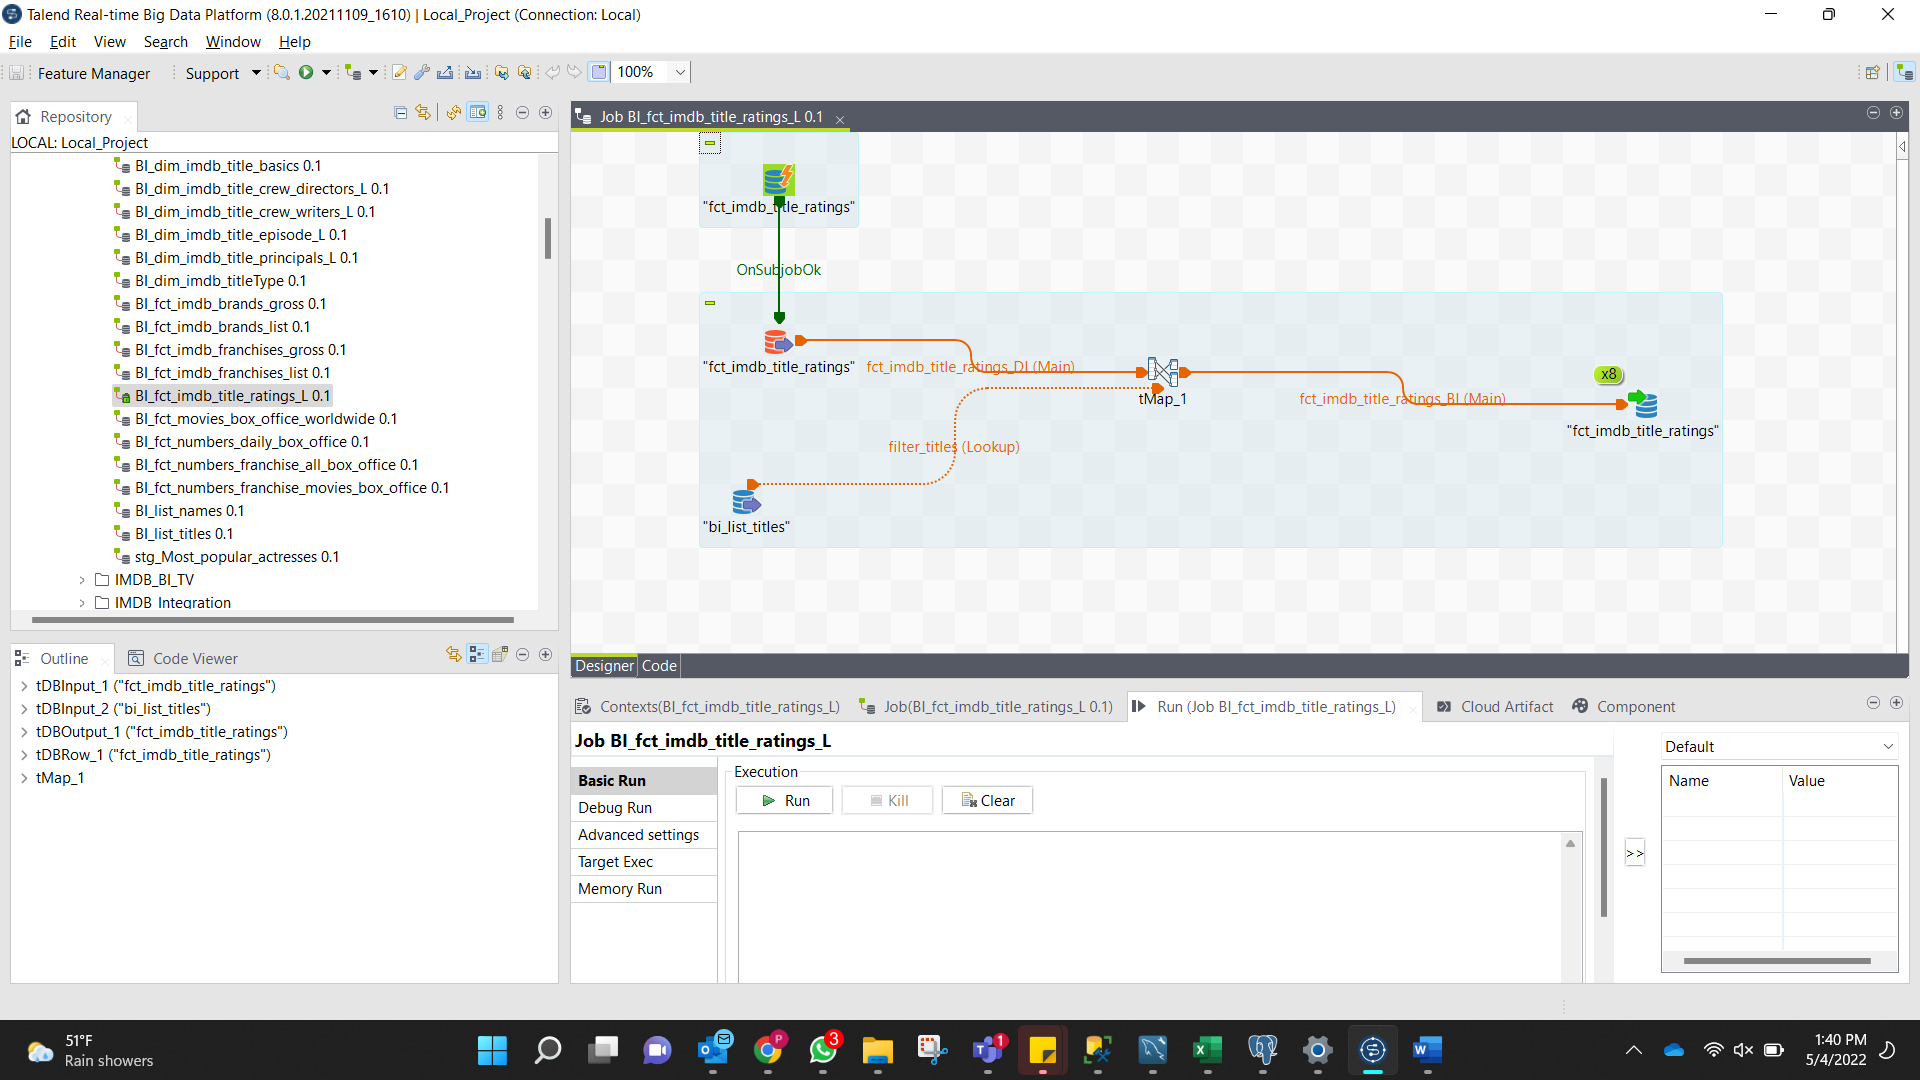 Talend Real-time Big Data Platform (8.0.1.20211109_1610) | Local_Project (Connection: Local)
File Edit View Search Window Help
Feature Manager Support 100%
Repository
LOCAL: Local_Project
BI_dim_imdb_title_basics 0.1
BI_dim_imdb_title_crew_directors_L 0.1
BI_dim_imdb_title_crew_writers_L 0.1
BI_dim_imdb_title_episode_L 0.1
BI_dim_imdb_title_principals_L 0.1
BI_dim_imdb_titleType 0.1
BI_fct_imdb_brands_gross 0.1
BI_fct_imdb_brands_list 0.1
BI_fct_imdb_franchises_gross 0.1
BI_fct_imdb_franchises_list 0.1
BI_fct_imdb_title_ratings_L 0.1
BI_fct_movies_box_office_worldwide 0.1
BI_fct_numbers_daily_box_office 0.1
BI_fct_numbers_franchise_all_box_office 0.1
BI_fct_numbers_franchise_movies_box_office 0.1
BI_list_names 0.1
BI_list_titles 0.1
stg_Most_popular_actresses 0.1
IMDB_BI_TV
IMDB_Integration
Outline Code Viewer
tDBInput_1 ("fct_imdb_title_ratings")
tDBInput_2 ("bi_list_titles")
tDBOutput_1 ("fct_imdb_title_ratings")
tDBRow_1 ("fct_imdb_title_ratings")
tMap_1
Job BI_fct_imdb_title_ratings_L 0.1
"fct_imdb_title_ratings"
OnSubjobOk
"fct_imdb_title_ratings"
fct_imdb_title_ratings_DI (Main)
tMap_1
fct_imdb_title_ratings_BI (Main)
x8
"fct_imdb_title_ratings"
filter_titles (Lookup)
"bi_list_titles"
Designer Code
Contexts(BI_fct_imdb_title_ratings_L) Job(BI_fct_imdb_title_ratings_L 0.1) Run (Job BI_fct_imdb_title_ratings_L) Cloud Artifact Component
Job BI_fct_imdb_title_ratings_L
Basic Run
Debug Run
Advanced settings
Target Exec
Memory Run
Execution
Run Kill Clear
>>
Default
Name Value
51°F
Rain showers
P
3
1
1:40 PM
5/4/2022